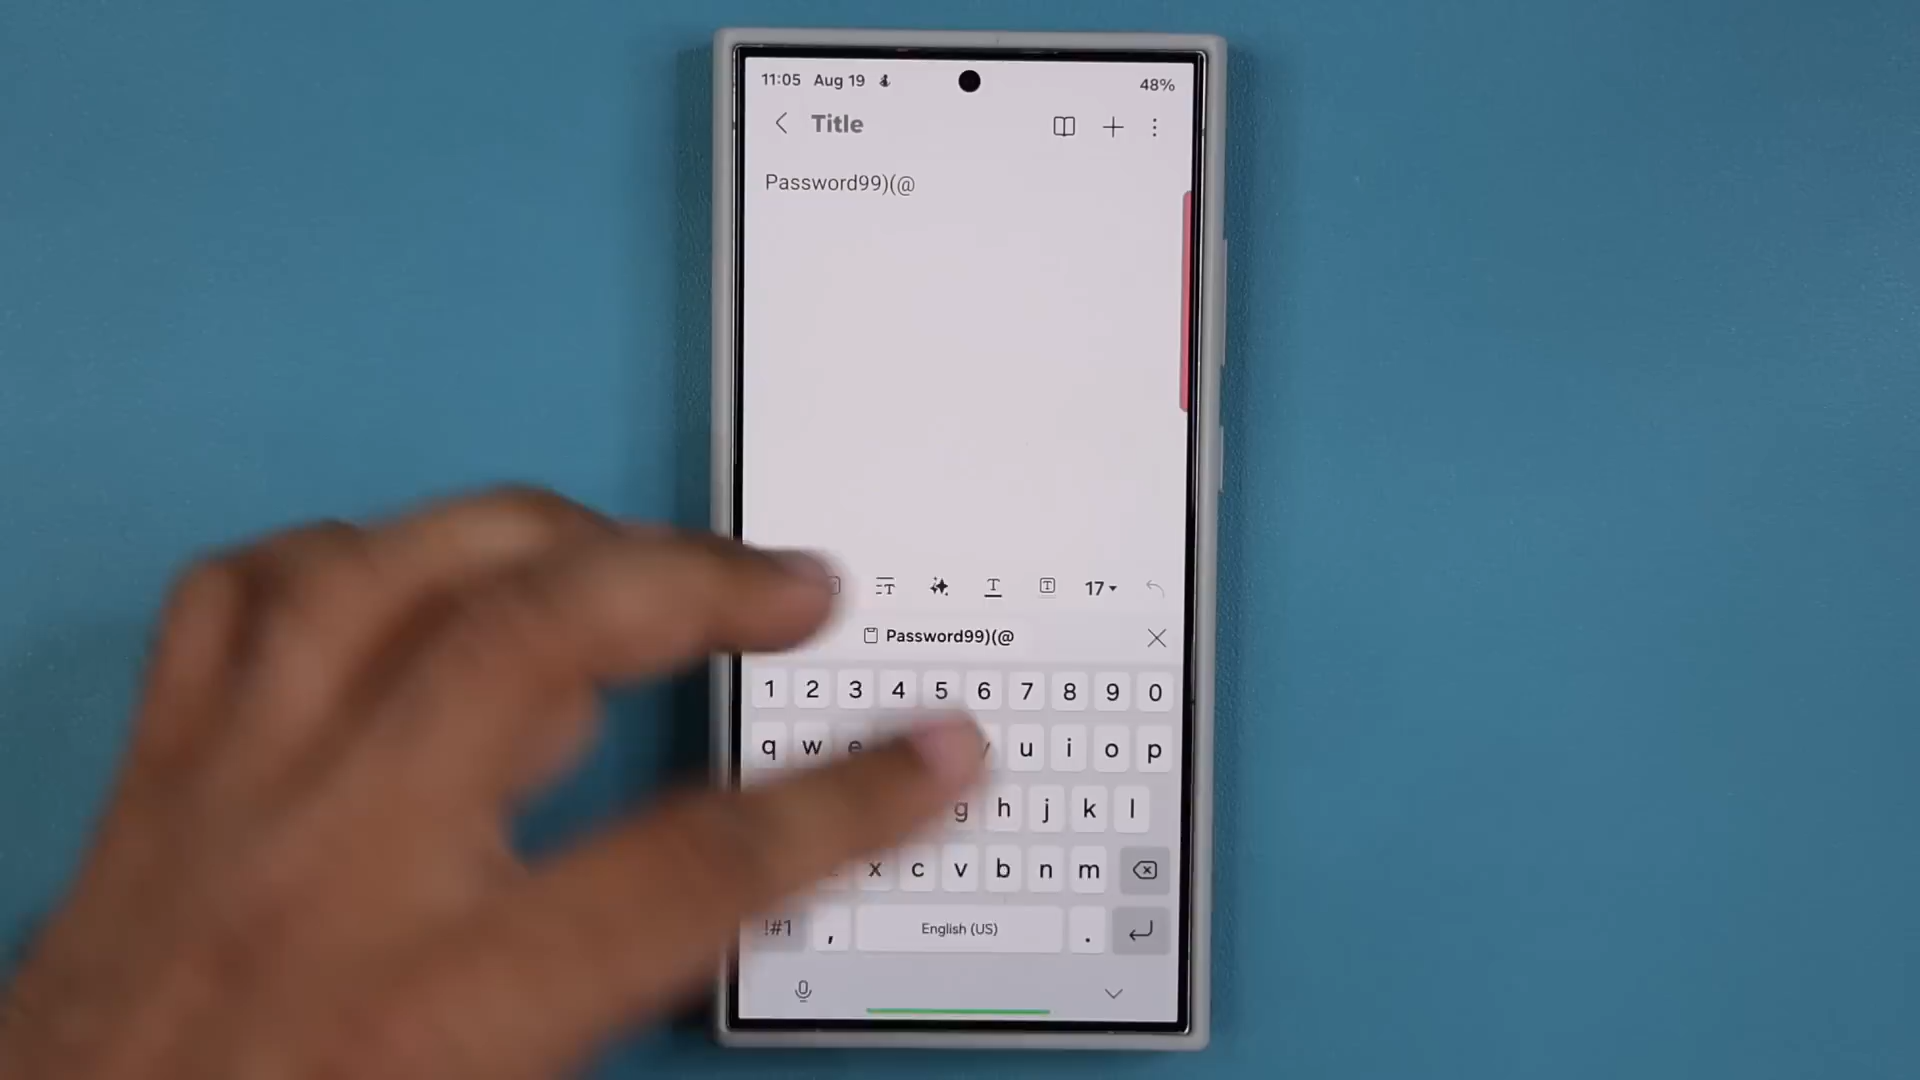 11:05 Aug 19 48%
Title
Password99)(@
17
Password99)(@
1 2 3 4 5 6 7 8 9 0
q w e y u i o p
g h j k l
x c v b n m
!#1 , English (US) .